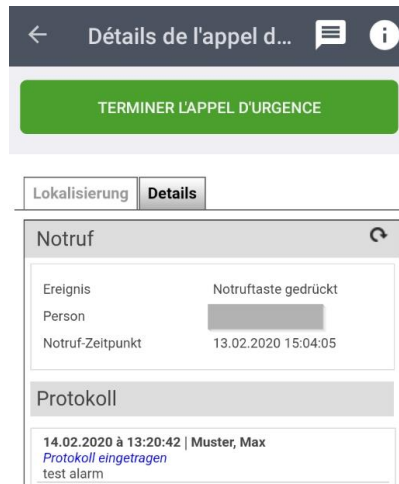 Détails de l'appel d...
TERMINER L'APPEL D'URGENCE
Lokalisierung Details
Notruf
Ereignis Notruftaste gedrückt
Person
Notruf-Zeitpunkt 13.02.2020 15:04:05
Protokoll
14.02.2020 à 13:20:42 | Muster, Max
Protokoll eingetragen
test alarm